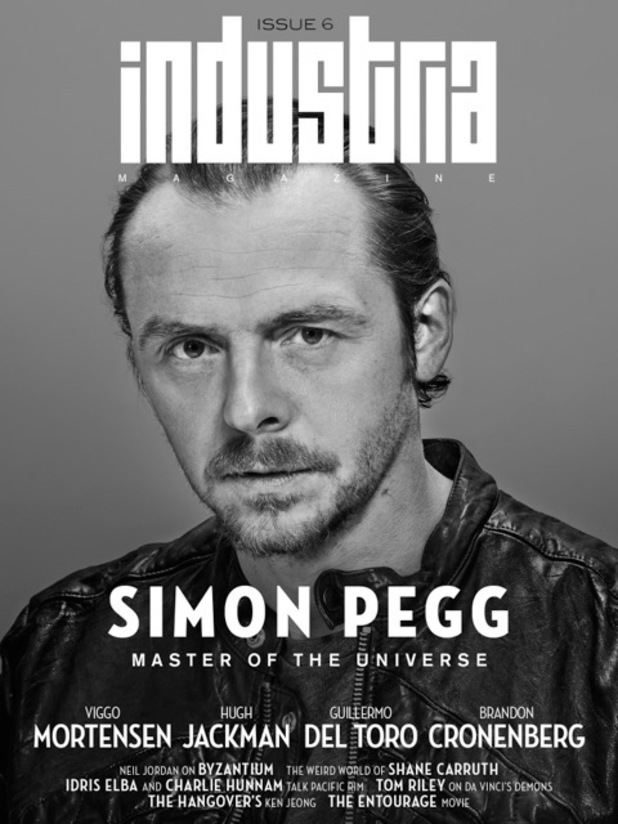 ISSUE 6
industria
MAGAZINE
SIMON PEGG
MASTER OF THE UNIVERSE
VIGGO HUGH GUILLERMO BRANDON
MORTENSEN JACKMAN DEL TORO CRONENBERG
NEIL JORDAN ON BYZANTIUM THE WEIRD WORLD OF SHANE CARRUTH
IDRIS ELBA AND CHARLIE HUNNAM TALK PACIFIC RIM TOM RILEY ON DA VINCI'S DEMONS
THE HANGOVER'S KEN JEONG THE ENTOURAGE MOVIE